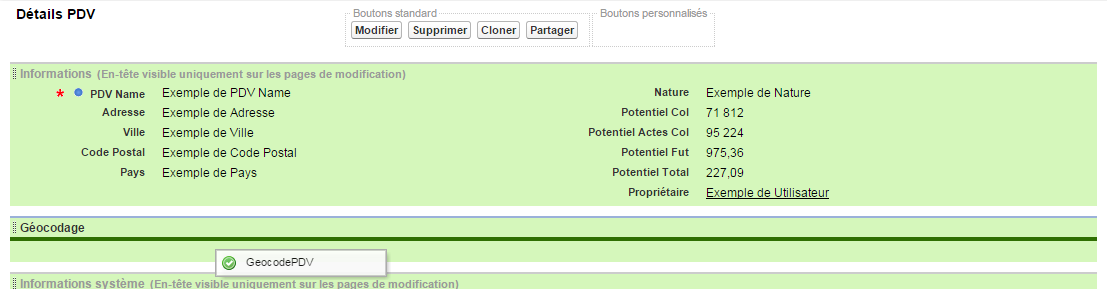 Détails PDV
Boutons standard
Modifier Supprimer Cloner Partager
Boutons personnalisés
Informations (En-tête visible uniquement sur les pages de modification)
* PDV Name Exemple de PDV Name
Adresse Exemple de Adresse
Ville Exemple de Ville
Code Postal Exemple de Code Postal
Pays Exemple de Pays
Nature Exemple de Nature
Potentiel Col 71 812
Potentiel Actes Col 95 224
Potentiel Fut 975,36
Potentiel Total 227,09
Propriétaire Exemple de Utilisateur
Géocodage
GeocodePDV
Informations système (En-tête visible uniquement sur les pages de modification)